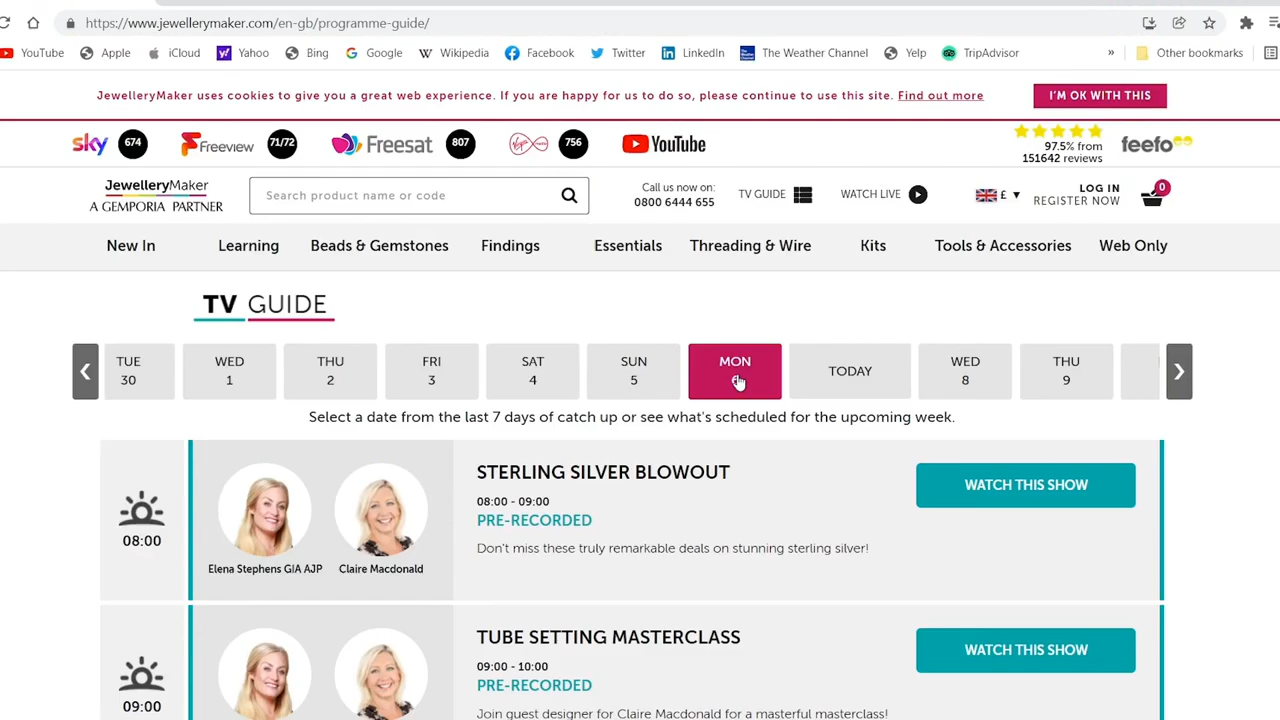 https://www.jewellerymaker.com/en-gb/programme-guide/
YouTube Apple iCloud Yahoo Bing Google Wikipedia Facebook Twitter LinkedIn The Weather Channel Yelp TripAdvisor » Other bookmarks
JewelleryMaker uses cookies to give you a great web experience. If you are happy for us to do so, please continue to use this site. Find out more
I'M OK WITH THIS
sky 674 Freeview 71/72 Freesat 807 756 YouTube
97.5% from
151642 reviews
feefo
JewelleryMaker
A GEMPORIA PARTNER
Search product name or code
Call us now on:
0800 6444 655
TV GUIDE
WATCH LIVE
£ ▼
LOG IN
REGISTER NOW
0
New In Learning Beads & Gemstones Findings Essentials Threading & Wire Kits Tools & Accessories Web Only
TV GUIDE
TUE WED THU FRI SAT SUN MON TODAY WED THU
30 1 2 3 4 5 8 9
Select a date from the last 7 days of catch up or see what's scheduled for the upcoming week.
08:00
Elena Stephens GIA AJP Claire Macdonald
STERLING SILVER BLOWOUT
08:00 - 09:00
PRE-RECORDED
Don't miss these truly remarkable deals on stunning sterling silver!
WATCH THIS SHOW
09:00
TUBE SETTING MASTERCLASS
09:00 - 10:00
PRE-RECORDED
Join guest designer for Claire Macdonald for a masterful masterclass!
WATCH THIS SHOW